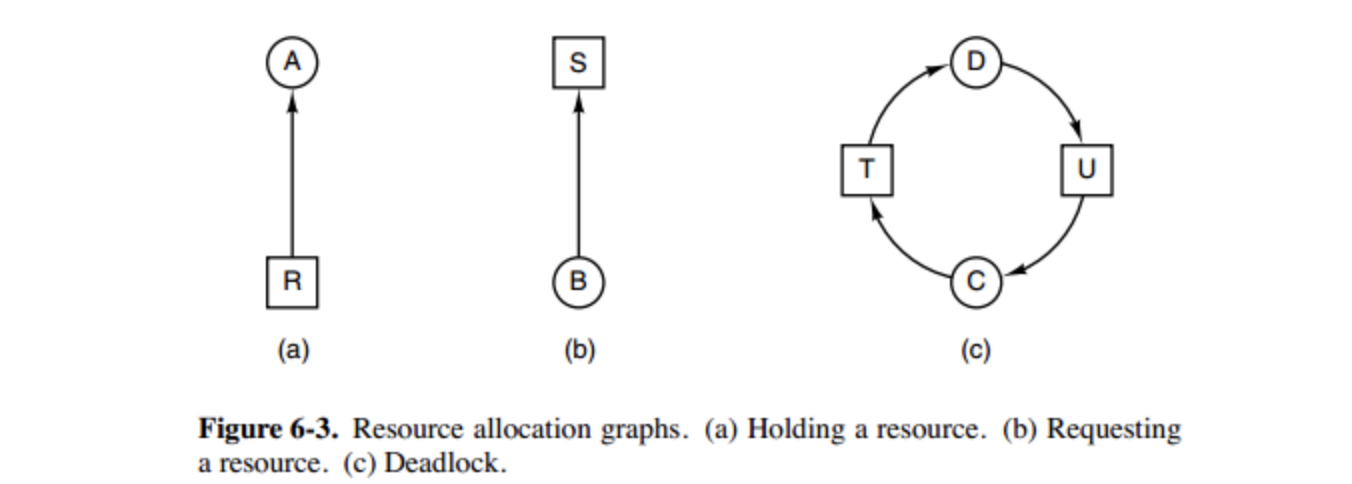 A
S
D
T
U
R
B
C
(a)
(b)
(c)
Figure 6-3. Resource allocation graphs. (a) Holding a resource. (b) Requesting
a resource. (c) Deadlock.